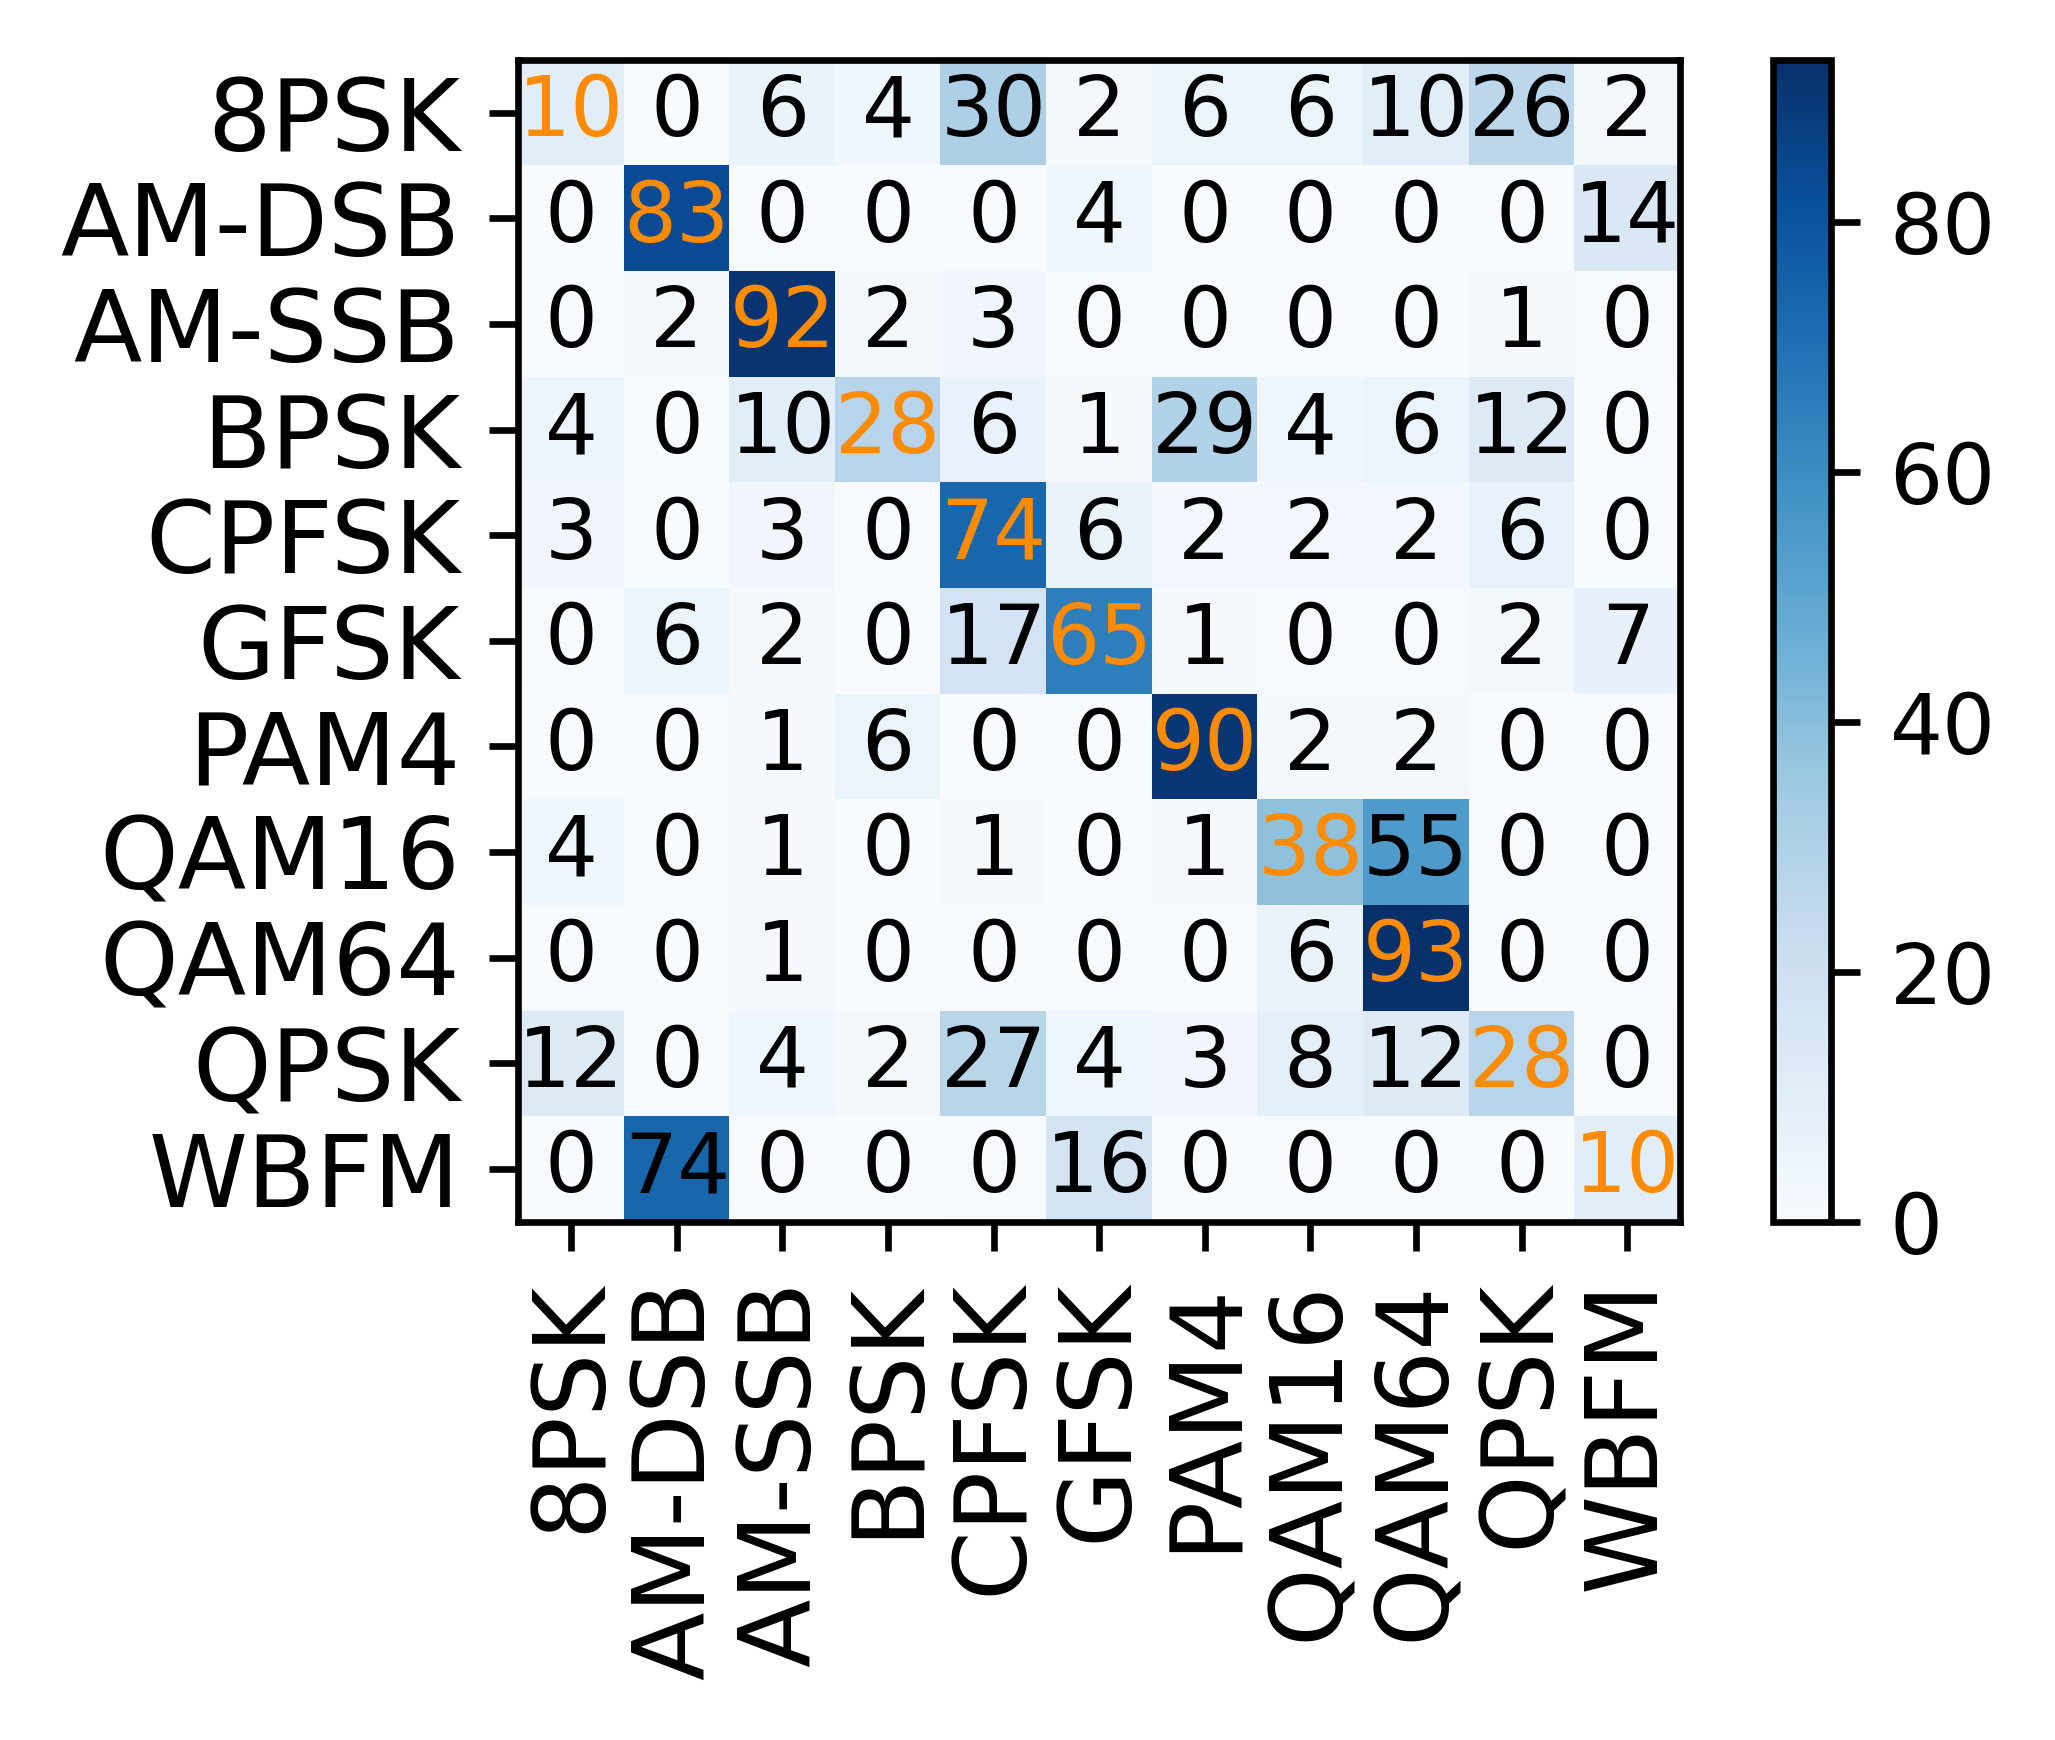 8PSK 10 0 6 4 30 2 6 6 10 26 2
AM-DSB 0 83 0 0 0 4 0 0 0 0 14
AM-SSB 0 2 92 2 3 0 0 0 0 1 0
BPSK 4 0 10 28 6 1 29 4 6 12 0
CPFSK 3 0 3 0 74 6 2 2 2 6 0
GFSK 0 6 2 0 17 65 1 0 0 2 7
PAM4 0 0 1 6 0 0 90 2 2 0 0
QAM16 4 0 1 0 1 0 1 38 55 0 0
QAM64 0 0 1 0 0 0 0 6 93 0 0
QPSK 12 0 4 2 27 4 3 8 12 28 0
WBFM 0 74 0 0 0 16 0 0 0 0 10
8PSK
AM-DSB
AM-SSB
BPSK
CPFSK
GFSK
PAM4
QAM16
QAM64
QPSK
WBFM
80
60
40
20
0